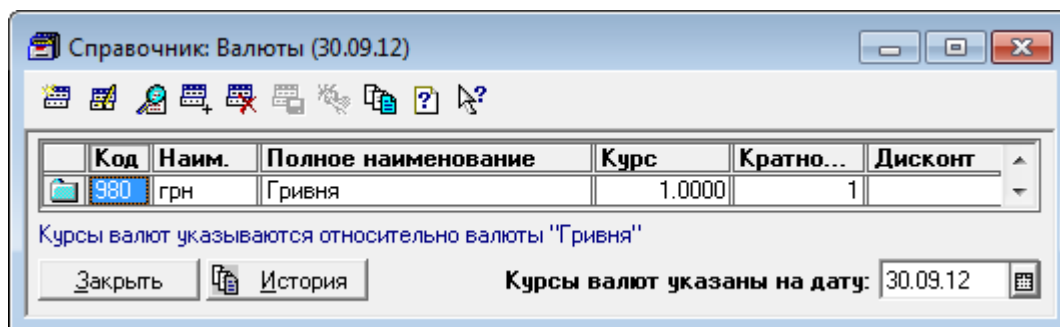 Справочник: Валюты (30.09.12)
Код Наим. Полное наименование Курс Кратно... Дисконт
980 грн Гривня 1.0000 1
Курсы валют указываются относительно валюты "Гривня"
Закрыть История Курсы валют указаны на дату: 30.09.12